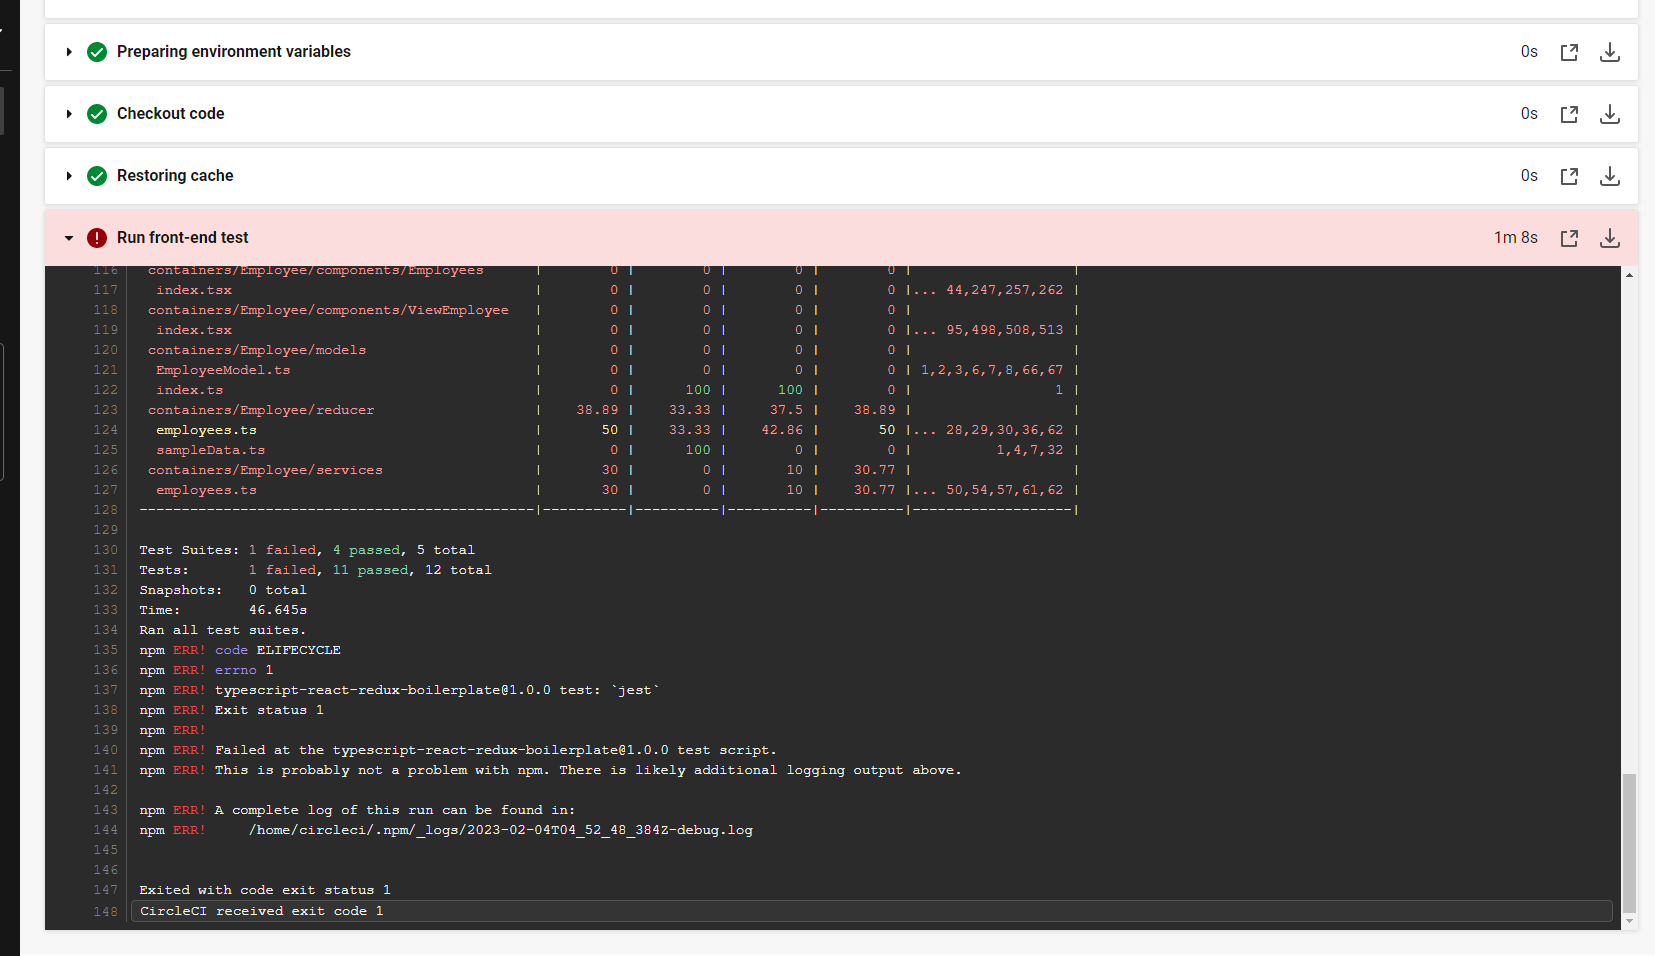 Preparing environment variables 0s
Checkout code 0s
Restoring cache 0s
Run front-end test 1m 8s
116 containers/Employee/components/Employees | 0 | 0 | 0 | 0 | |
117 index.tsx | 0 | 0 | 0 | 0 |... 44,247,257,262 |
118 containers/Employee/components/ViewEmployee | 0 | 0 | 0 | 0 | |
119 index.tsx | 0 | 0 | 0 | 0 |... 95,498,508,513 |
120 containers/Employee/models | 0 | 0 | 0 | 0 | |
121 EmployeeModel.ts | 0 | 0 | 0 | 0 | 1,2,3,6,7,8,66,67 |
122 index.ts | 0 | 100 | 100 | 0 | 1 |
123 containers/Employee/reducer | 38.89 | 33.33 | 37.5 | 38.89 | |
124 employees.ts | 50 | 33.33 | 42.86 | 50 |... 28,29,30,36,62 |
125 sampleData.ts | 0 | 100 | 0 | 0 | 1,4,7,32 |
126 containers/Employee/services | 30 | 0 | 10 | 30.77 | |
127 employees.ts | 30 | 0 | 10 | 30.77 |... 50,54,57,61,62 |
128 -----------------------------------------------|----------|----------|----------|----------|-------------------|
129
130 Test Suites: 1 failed, 4 passed, 5 total
131 Tests: 1 failed, 11 passed, 12 total
132 Snapshots: 0 total
133 Time: 46.645s
134 Ran all test suites.
135 npm ERR! code ELIFECYCLE
136 npm ERR! errno 1
137 npm ERR! typescript-react-redux-boilerplate@1.0.0 test: `jest`
138 npm ERR! Exit status 1
139 npm ERR!
140 npm ERR! Failed at the typescript-react-redux-boilerplate@1.0.0 test script.
141 npm ERR! This is probably not a problem with npm. There is likely additional logging output above.
142
143 npm ERR! A complete log of this run can be found in:
144 npm ERR! /home/circleci/.npm/_logs/2023-02-04T04_52_48_384Z-debug.log
145
146
147 Exited with code exit status 1
148 CircleCI received exit code 1